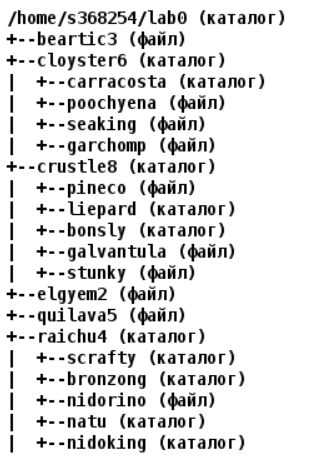 /home/s368254/lab0 (каталог)
+--beartic3 (файл)
+--cloyster6 (каталог)
|  +--carracosta (каталог)
|  +--poochyena (файл)
|  +--seaking (файл)
|  +--garchomp (файл)
+--crustle8 (каталог)
|  +--pineco (файл)
|  +--liepard (каталог)
|  +--bonsly (каталог)
|  +--galvantula (файл)
|  +--stunky (файл)
+--elgyem2 (файл)
+--quilava5 (файл)
+--raichu4 (каталог)
|  +--scrafty (каталог)
|  +--bronzong (каталог)
|  +--nidorino (файл)
|  +--natu (каталог)
|  +--nidoking (каталог)